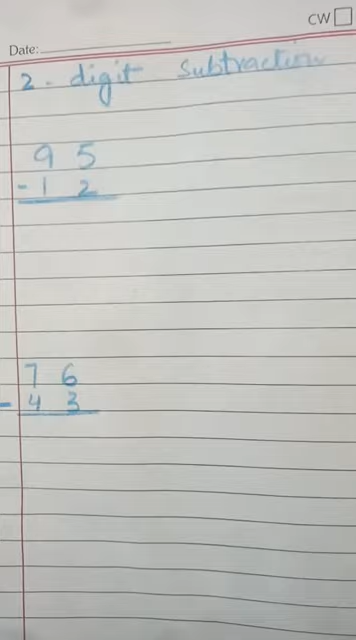 CW
Date:
2. digit subtraction
9 5
- 1 2
7 6
- 4 3